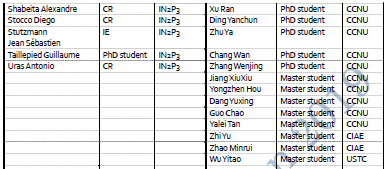 Shabeita Alexandre CR IN2P3 Xu Ran PhD student CCNU
Stocco Diego CR IN2P3 Ding Yanchun PhD student CCNU
Stutzmann IE IN2P3 Zhu Ya PhD student CCNU
Jean Sébastien
Taillepied Guillaume PhD student IN2P3 Chang Wan PhD student CCNU
Uras Antonio CR IN2P3 Zhang Wenjing PhD student CCNU
Jiang XiuXiu Master student CCNU
Yongzhen Hou Master student CCNU
Dang Yuxing Master student CCNU
Guo Chao Master student CCNU
Yalei Tan Master student CCNU
Zhi Yu Master student CIAE
Zhao Minrui Master student CIAE
Wu Yitao Master student USTC